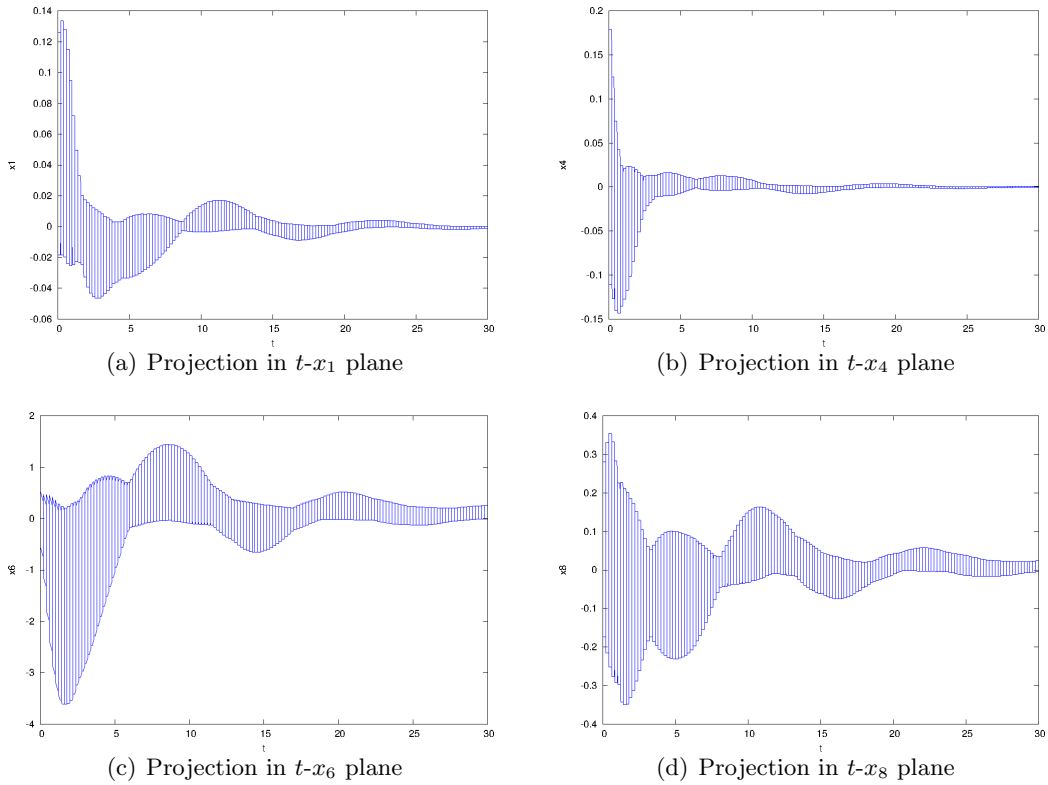 0.14
0.12
0.1
0.08
0.06
0.04
0.02
0
-0.02
-0.04
-0.06
x1
0 5 10 15 20 25 30
t
(a) Projection in t-x1 plane
0.2
0.15
0.1
0.05
0
-0.05
-0.1
-0.15
x4
0 5 10 15 20 25 30
t
(b) Projection in t-x4 plane
2
1
0
-1
-2
-3
-4
x6
0 5 10 15 20 25 30
t
(c) Projection in t-x6 plane
0.4
0.3
0.2
0.1
0
-0.1
-0.2
-0.3
-0.4
x8
0 5 10 15 20 25 30
t
(d) Projection in t-x8 plane